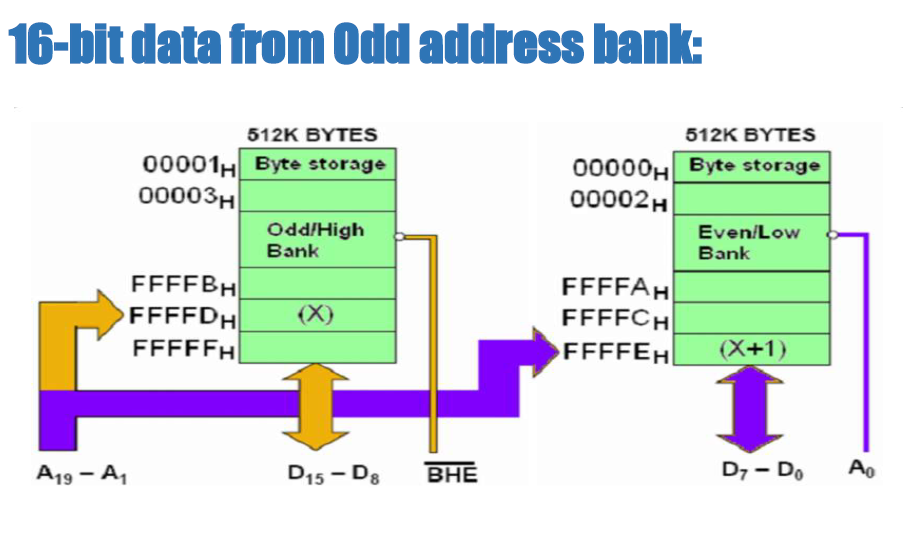 16-bit data from Odd address bank:
512K BYTES
00001H
Byte storage
00003H
Odd/High
Bank
FFFFBH
FFFFDH
(X)
FFFFFH
A19 – A1
D15 – D8
BHE
512K BYTES
00000H
Byte storage
00002H
Even/Low
Bank
FFFFAH
FFFFCH
FFFFEH
(X+1)
D7 – D0
A0